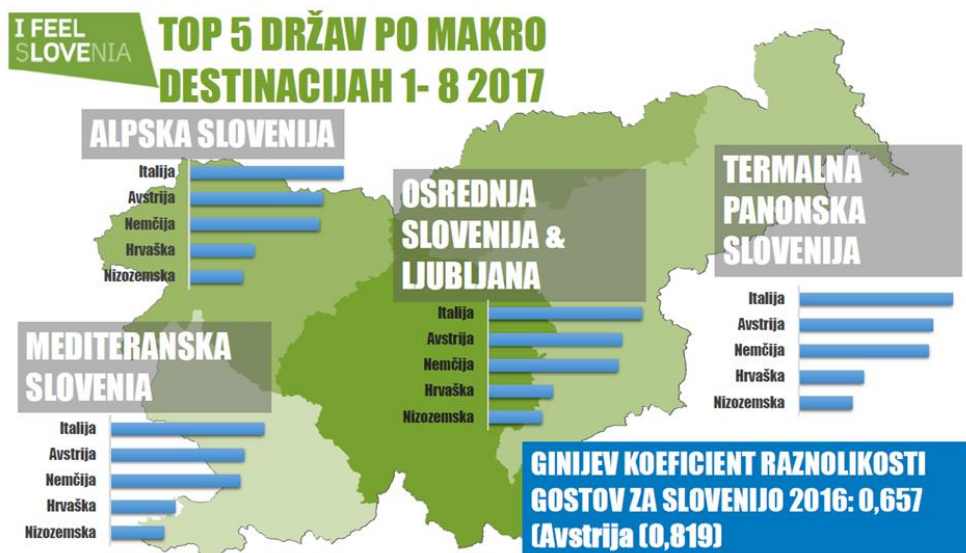 I FEEL
SLOVENIA
TOP 5 DRŽAV PO MAKRO
DESTINACIJAH 1- 8 2017
ALPSKA SLOVENIJA
Italija
Avstrija
Nemčija
Hrvaška
Nizozemska
OSREDNJA
SLOVENIJA &
LJUBLJANA
Italija
Avstrija
Nemčija
Hrvaška
Nizozemska
TERMALNA
PANONSKA
SLOVENIJA
Italija
Avstrija
Nemčija
Hrvaška
Nizozemska
MEDITERANSKA
SLOVENIA
Italija
Avstrija
Nemčija
Hrvaška
Nizozemska
GINIJEV KOEFICIENT RAZNOLIKOSTI
GOSTOV ZA SLOVENIJO 2016: 0,657
(Avstrija (0,819)